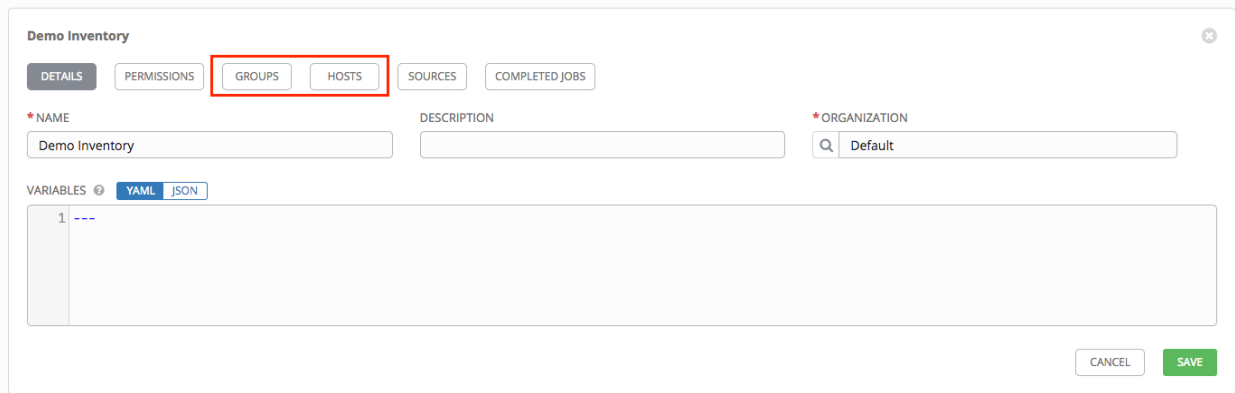 Demo Inventory
DETAILS PERMISSIONS GROUPS HOSTS SOURCES COMPLETED JOBS
* NAME DESCRIPTION * ORGANIZATION
Demo Inventory Default
VARIABLES ? YAML JSON
1 ---
CANCEL SAVE